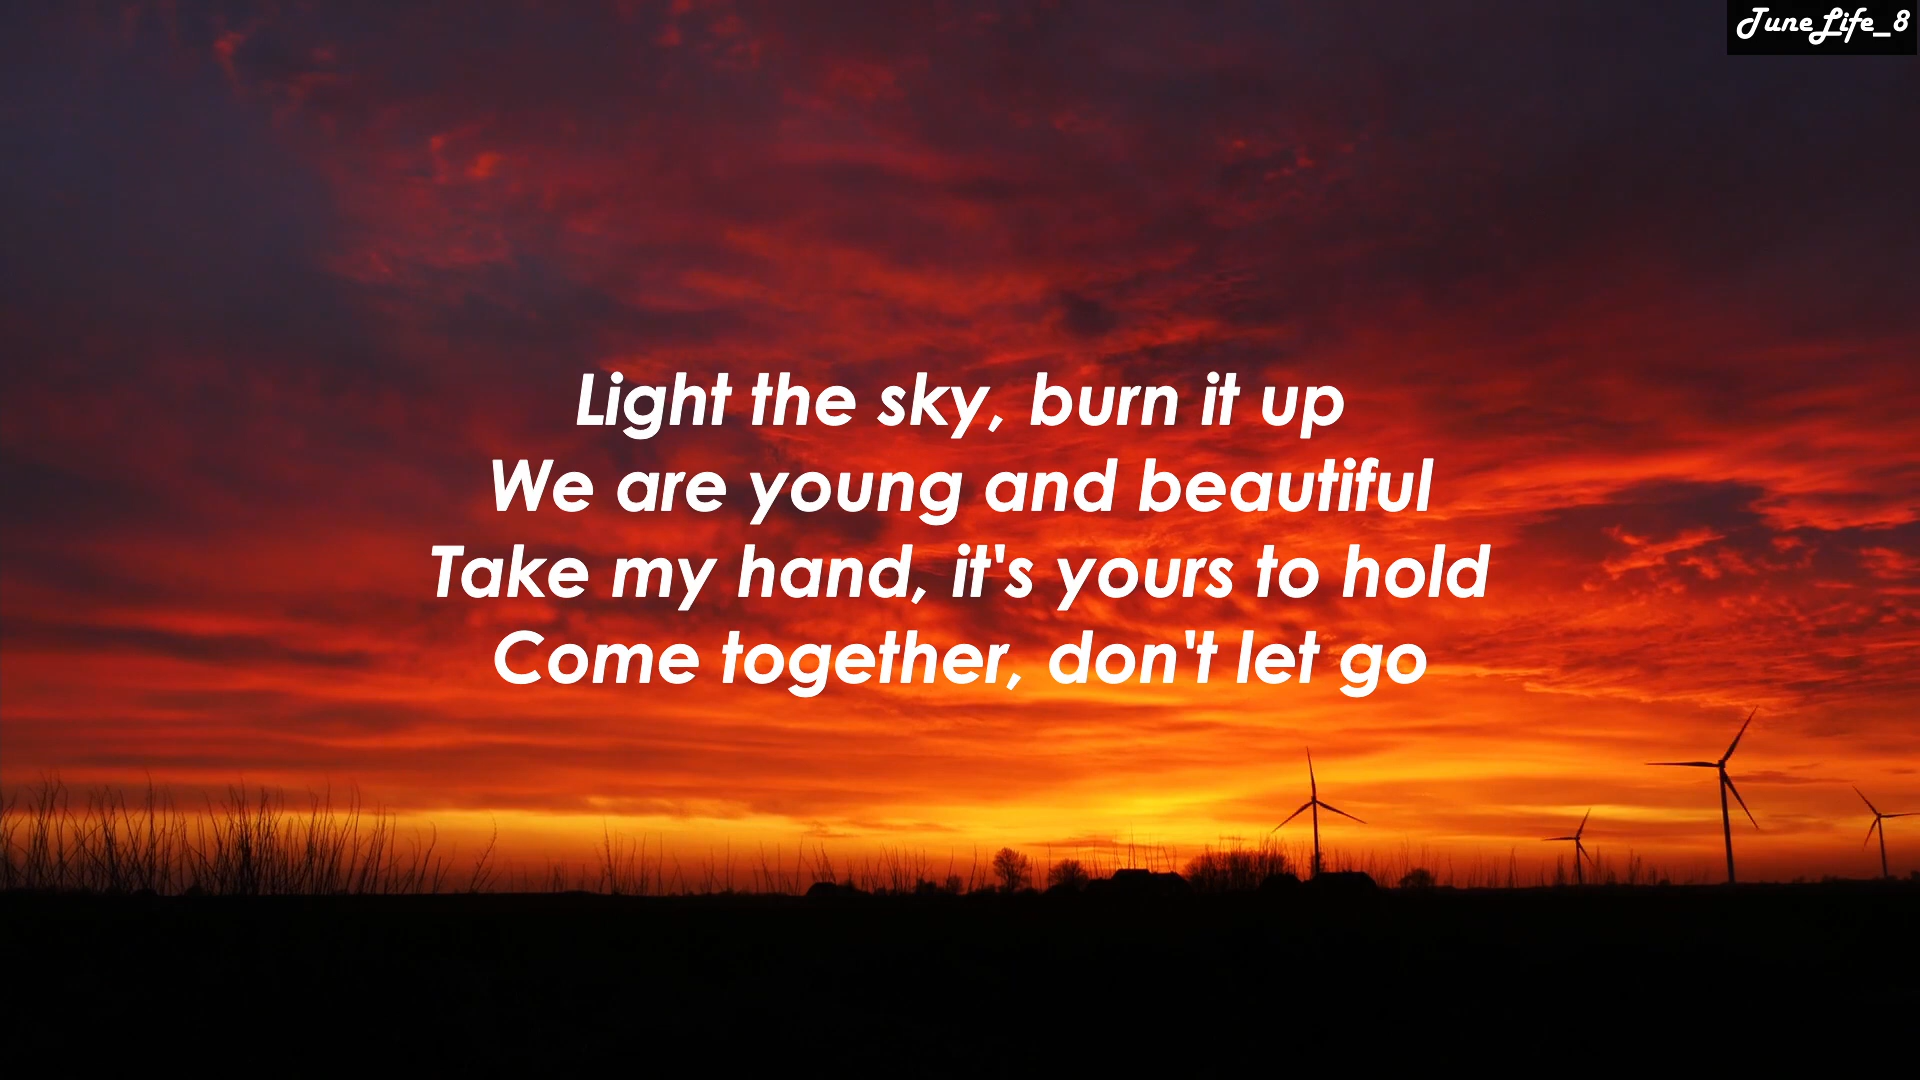 JuneLife_8
Light the sky, burn it up
We are young and beautiful
Take my hand, it's yours to hold
Come together, don't let go